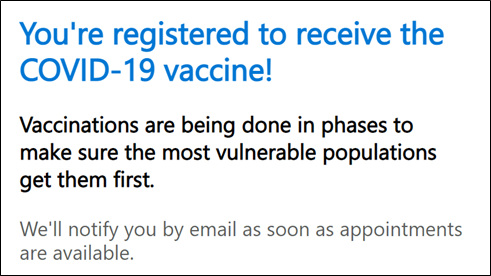 You're registered to receive the
COVID-19 vaccine!
Vaccinations are being done in phases to
make sure the most vulnerable populations
get them first.
We'll notify you by email as soon as appointments
are available.